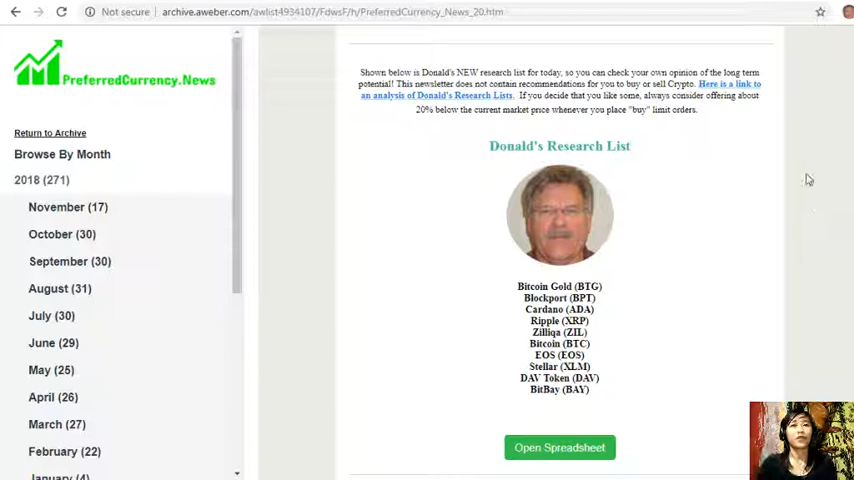 Not secure | archive.aweber.com/awlist4934107/FdwsF/h/PreferredCurrency_News_20.htm
PreferredCurrency.News
Return to Archive
Browse By Month
2018 (271)
November (17)
October (30)
September (30)
August (31)
July (30)
June (29)
May (25)
April (26)
March (27)
February (22)
January (4)
Shown below is Donald's NEW research list for today, so you can check your own opinion of the long term
potential! This newsletter does not contain recommendations for you to buy or sell Crypto. Here is a link to
an analysis of Donald's Research Lists. If you decide that you like some, always consider offering about
20% below the current market price whenever you place "buy" limit orders.
Donald's Research List
Bitcoin Gold (BTG)
Blockport (BPT)
Cardano (ADA)
Ripple (XRP)
Zilliqa (ZIL)
Bitcoin (BTC)
EOS (EOS)
Stellar (XLM)
DAV Token (DAV)
BitBay (BAY)
Open Spreadsheet